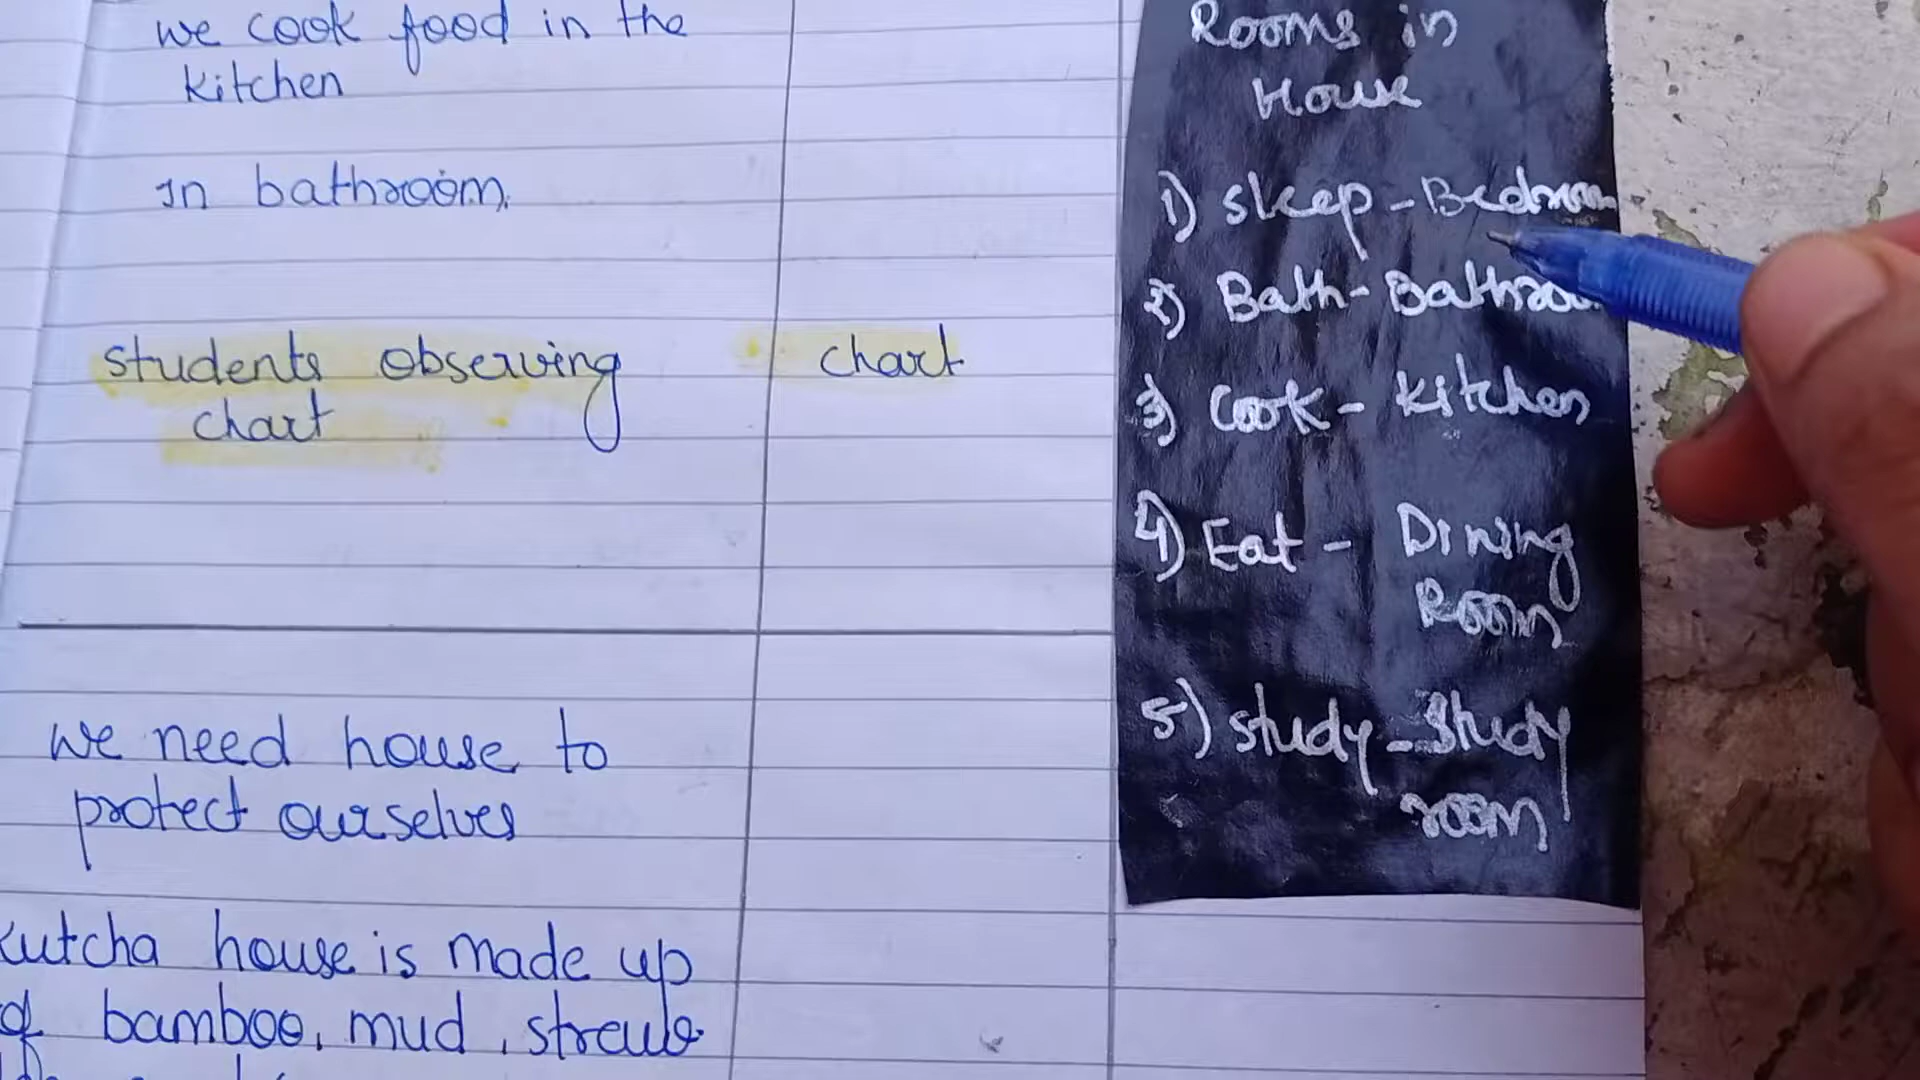 we cook food in the
kitchen
In bathroom.
students observing
chart
chart
we need house to
protect ourselves
Kutcha house is made up
of bamboo, mud, straw
Rooms in
House
1) Sleep - Bedroom
2) Bath - Bathroom
3) Cook - Kitchen
4) Eat - Dining
Room
5) Study - Study
room